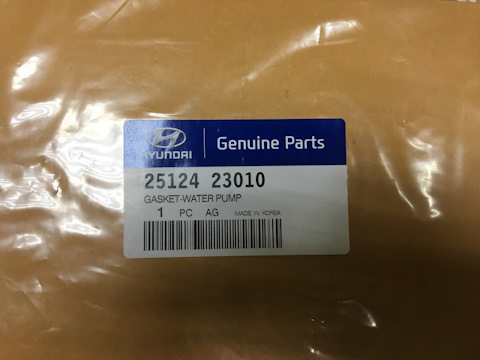 HYUNDAI
Genuine Parts
25124 23010
GASKET-WATER PUMP
1 PC AG MADE IN KOREA